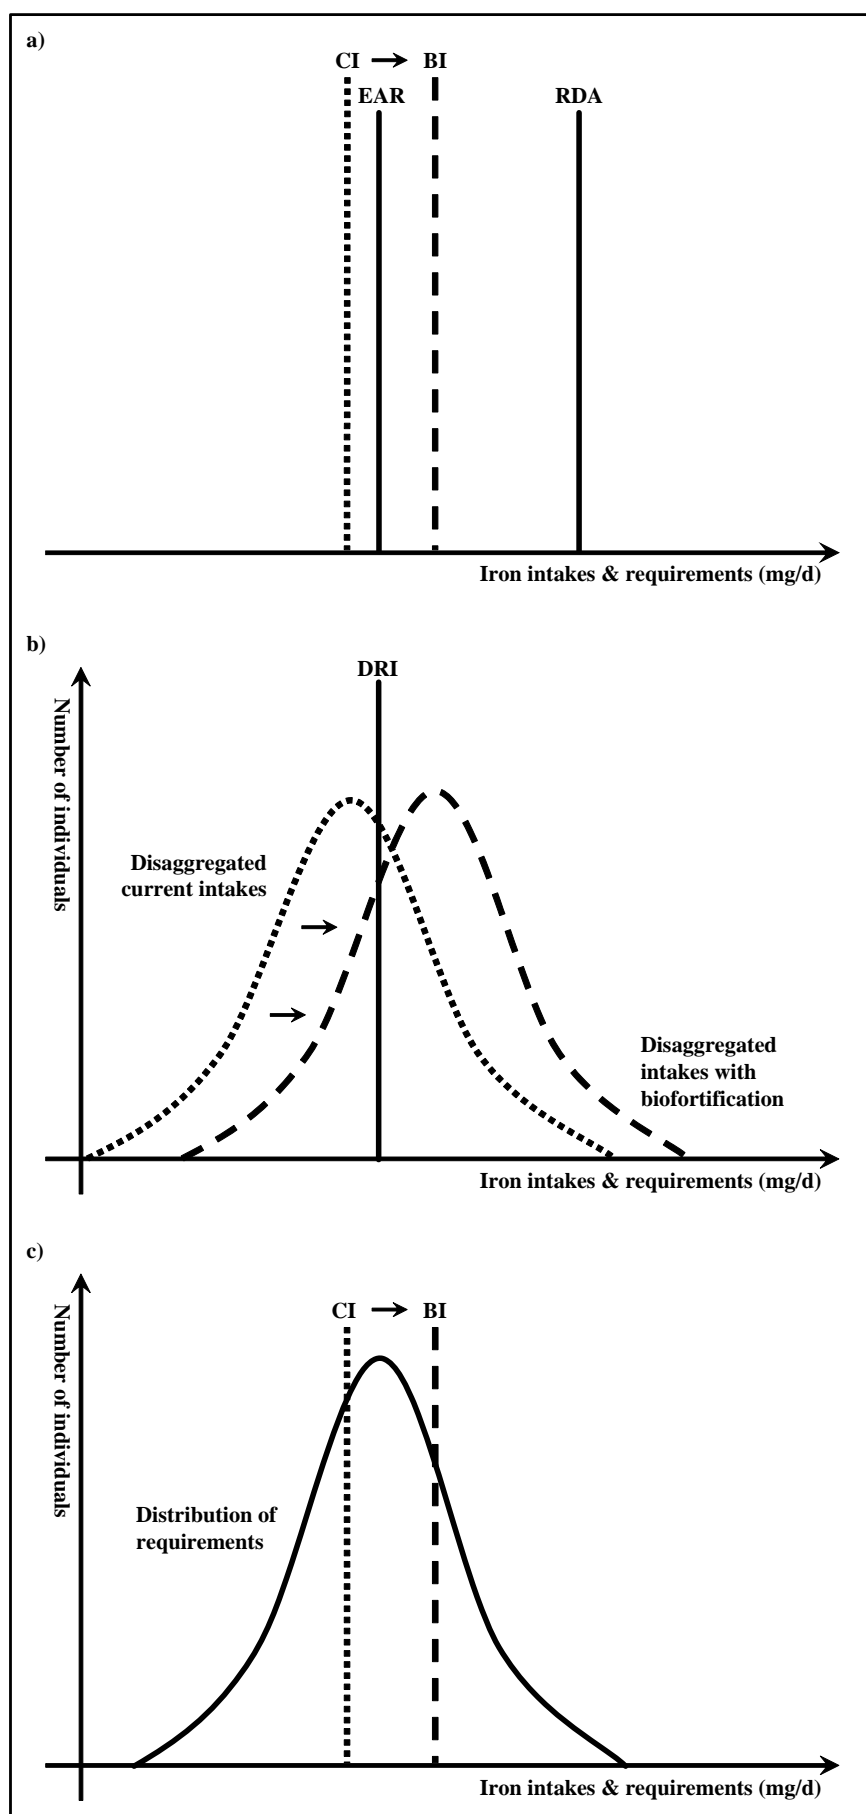 a)
CI
BI
EAR
RDA
Iron intakes & requirements (mg/d)
b)
DRI
Number of individuals
Disaggregated
current intakes
Disaggregated
intakes with
biofortification
Iron intakes & requirements (mg/d)
c)
CI
BI
Number of individuals
Distribution of
requirements
Iron intakes & requirements (mg/d)